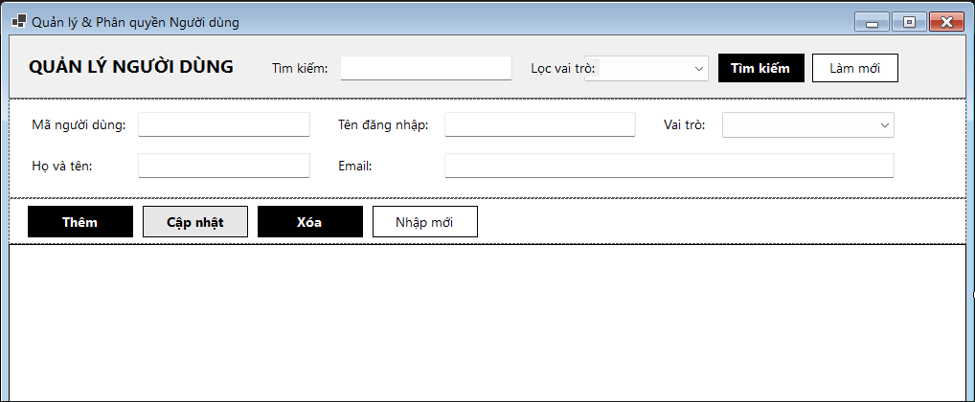 Quản lý & Phân quyền Người dùng
QUẢN LÝ NGƯỜI DÙNG Tìm kiếm: Lọc vai trò: Tìm kiếm Làm mới
Mã người dùng: Tên đăng nhập: Vai trò:
Họ và tên: Email:
Thêm Cập nhật Xóa Nhập mới